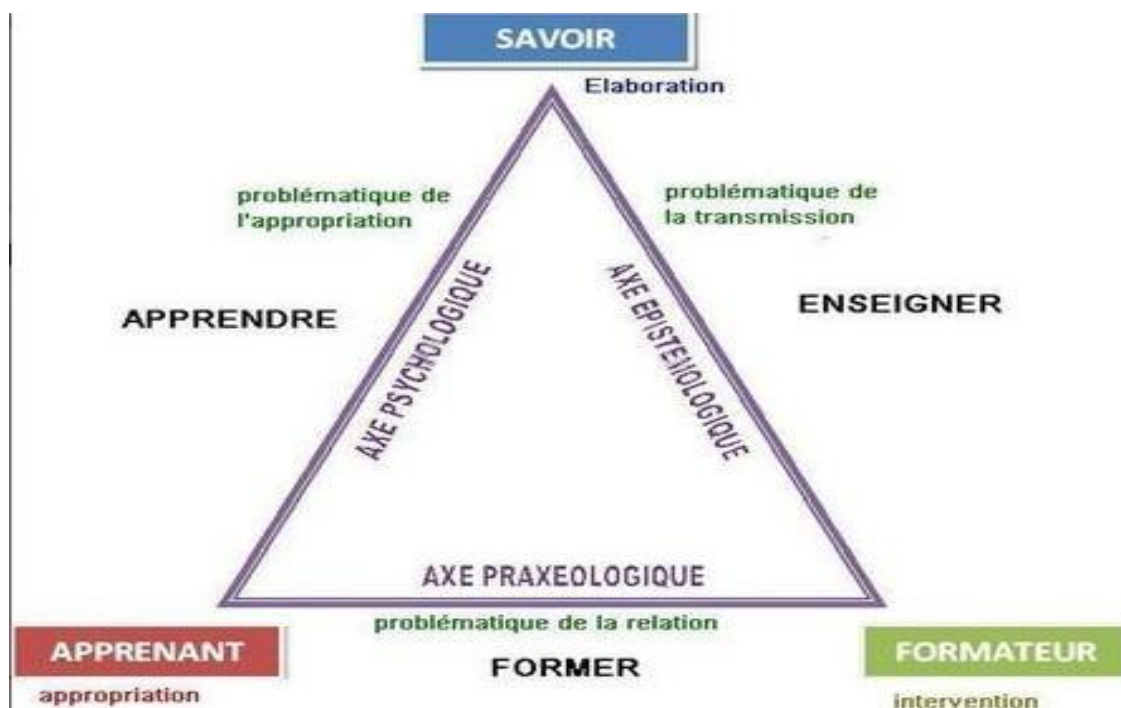 SAVOIR
Elaboration
problématique de
l'appropriation
problématique de
la transmission
APPRENDRE
AXE PSYCHOLOGIQUE
AXE EPISTEMOLOGIQUE
ENSEIGNER
AXE PRAXEOLOGIQUE
problématique de la relation
APPRENANT
FORMER
FORMATEUR
appropriation
intervention